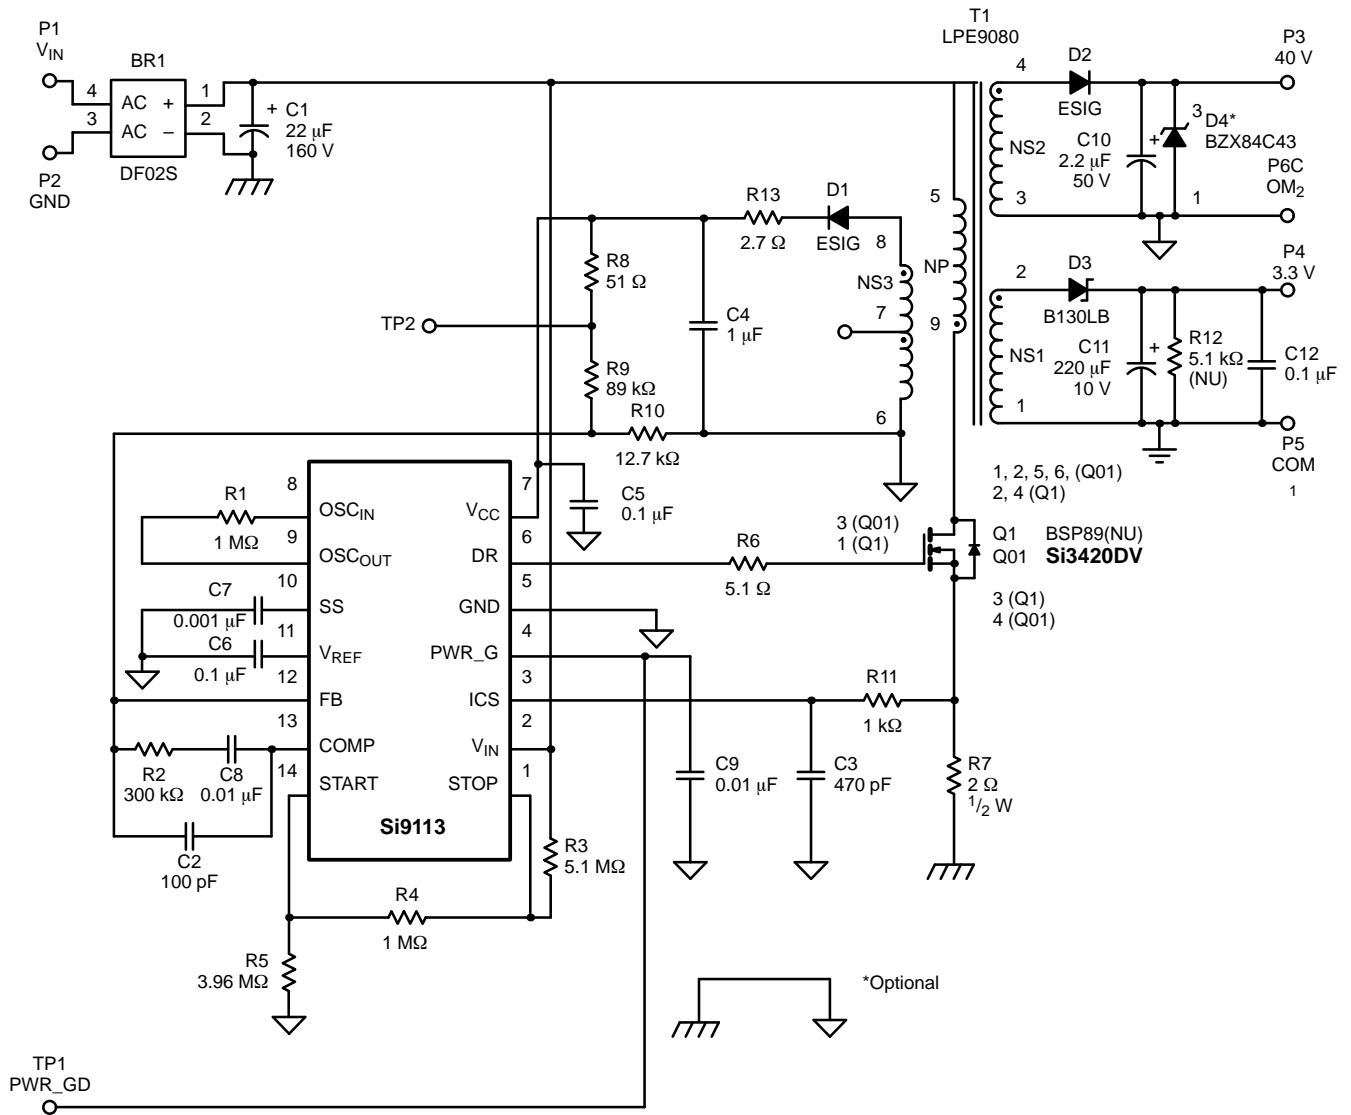 T1
LPE9080
P1
V_IN
BR1
4
AC
+
1
3
AC
–
2
DF02S
P2
GND
+
C1
22 µF
160 V
4
D2
ESIG
P3
40 V
NS2
C10
2.2 µF
50 V
+
3
D4*
BZX84C43
P6C
OM₂
3
1
R13
2.7 Ω
D1
ESIG
8
5
NP
9
NS3
7
6
R8
51 Ω
TP2
R9
89 kΩ
C4
1 µF
R10
12.7 kΩ
2
D3
B130LB
P4
3.3 V
NS1
C11
220 µF
10 V
+
R12
5.1 kΩ
(NU)
C12
0.1 µF
1
P5
COM
1
1, 2, 5, 6, (Q01)
2, 4 (Q1)
3 (Q01)
1 (Q1)
Q1
BSP89(NU)
Q01
Si3420DV
3 (Q1)
4 (Q01)
C5
0.1 µF
R1
1 MΩ
8
OSC_IN
9
OSC_OUT
10
SS
11
V_REF
12
FB
13
COMP
14
START
7
V_CC
6
DR
5
GND
4
PWR_G
3
ICS
2
V_IN
1
STOP
Si9113
C7
0.001 µF
C6
0.1 µF
R2
300 kΩ
C8
0.01 µF
C2
100 pF
R6
5.1 Ω
R11
1 kΩ
C9
0.01 µF
C3
470 pF
R7
2 Ω
1/2 W
R3
5.1 MΩ
R4
1 MΩ
R5
3.96 MΩ
*Optional
TP1
PWR_GD